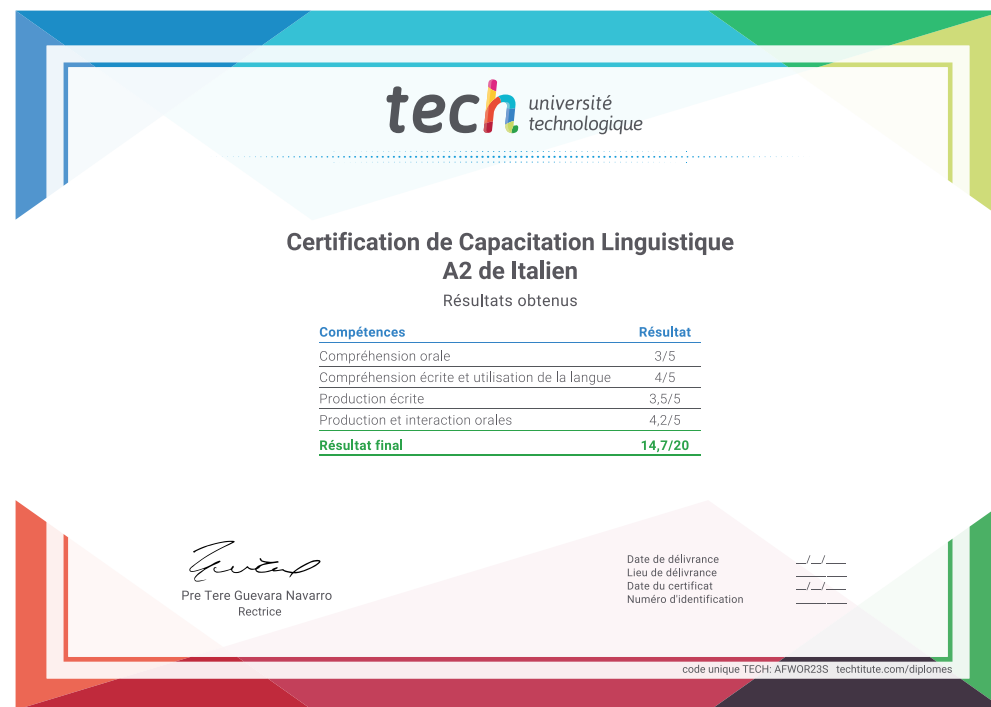 tech université
technologique
Certification de Capacitation Linguistique
A2 de Italien
Résultats obtenus
Compétences Résultat
Compréhension orale 3/5
Compréhension écrite et utilisation de la langue 4/5
Production écrite 3,5/5
Production et interaction orales 4,2/5
Résultat final 14,7/20
Pre Tere Guevara Navarro
Rectrice
Date de délivrance __/__/____
Lieu de délivrance ________
Date du certificat __/__/____
Numéro d'identification ________
code unique TECH: AFWOR23S techtitute.com/diplomes